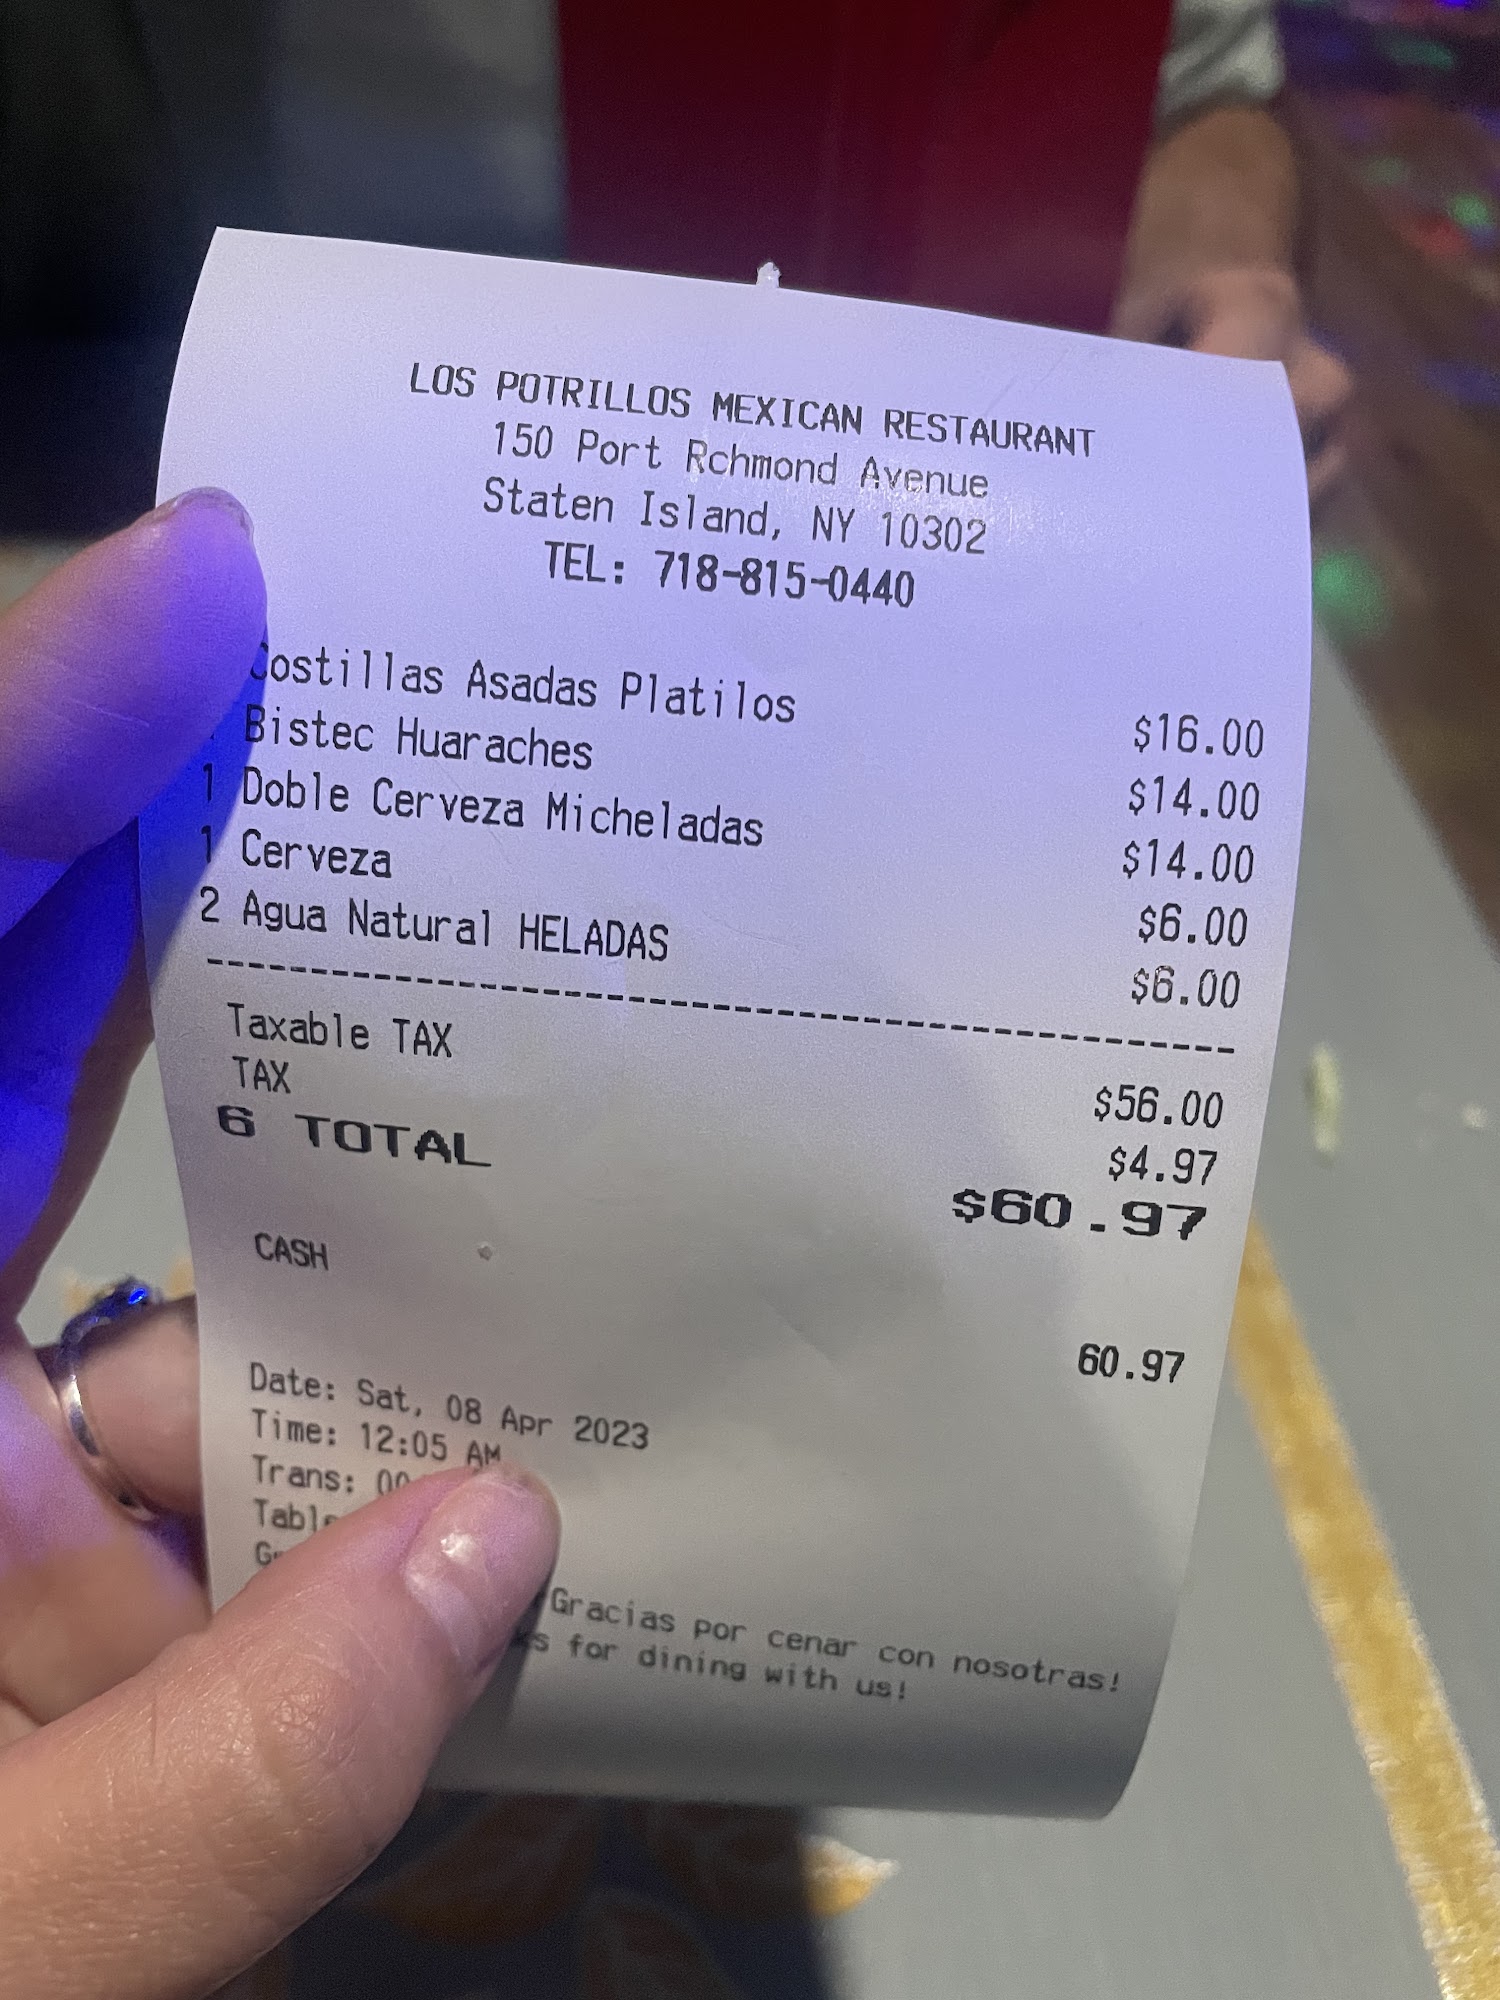 LOS POTRILLOS MEXICAN RESTAURANT
150 Port Rchmond Avenue
Staten Island, NY 10302
TEL: 718-815-0440
Costillas Asadas Platilos $16.00
Bistec Huaraches $14.00
1 Doble Cerveza Micheladas $14.00
1 Cerveza $6.00
2 Agua Natural HELADAS $6.00
Taxable TAX $56.00
TAX $4.97
6 TOTAL $60.97
CASH 60.97
Date: Sat, 08 Apr 2023
Time: 12:05 AM
Trans:
Gracias por cenar con nosotras!
for dining with us!